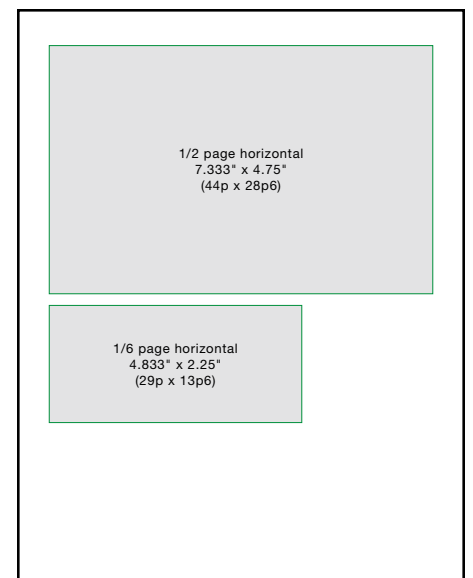 1/2 page horizontal
7.333" x 4.75"
(44p x 28p6)
1/6 page horizontal
4.833" x 2.25"
(29p x 13p6)